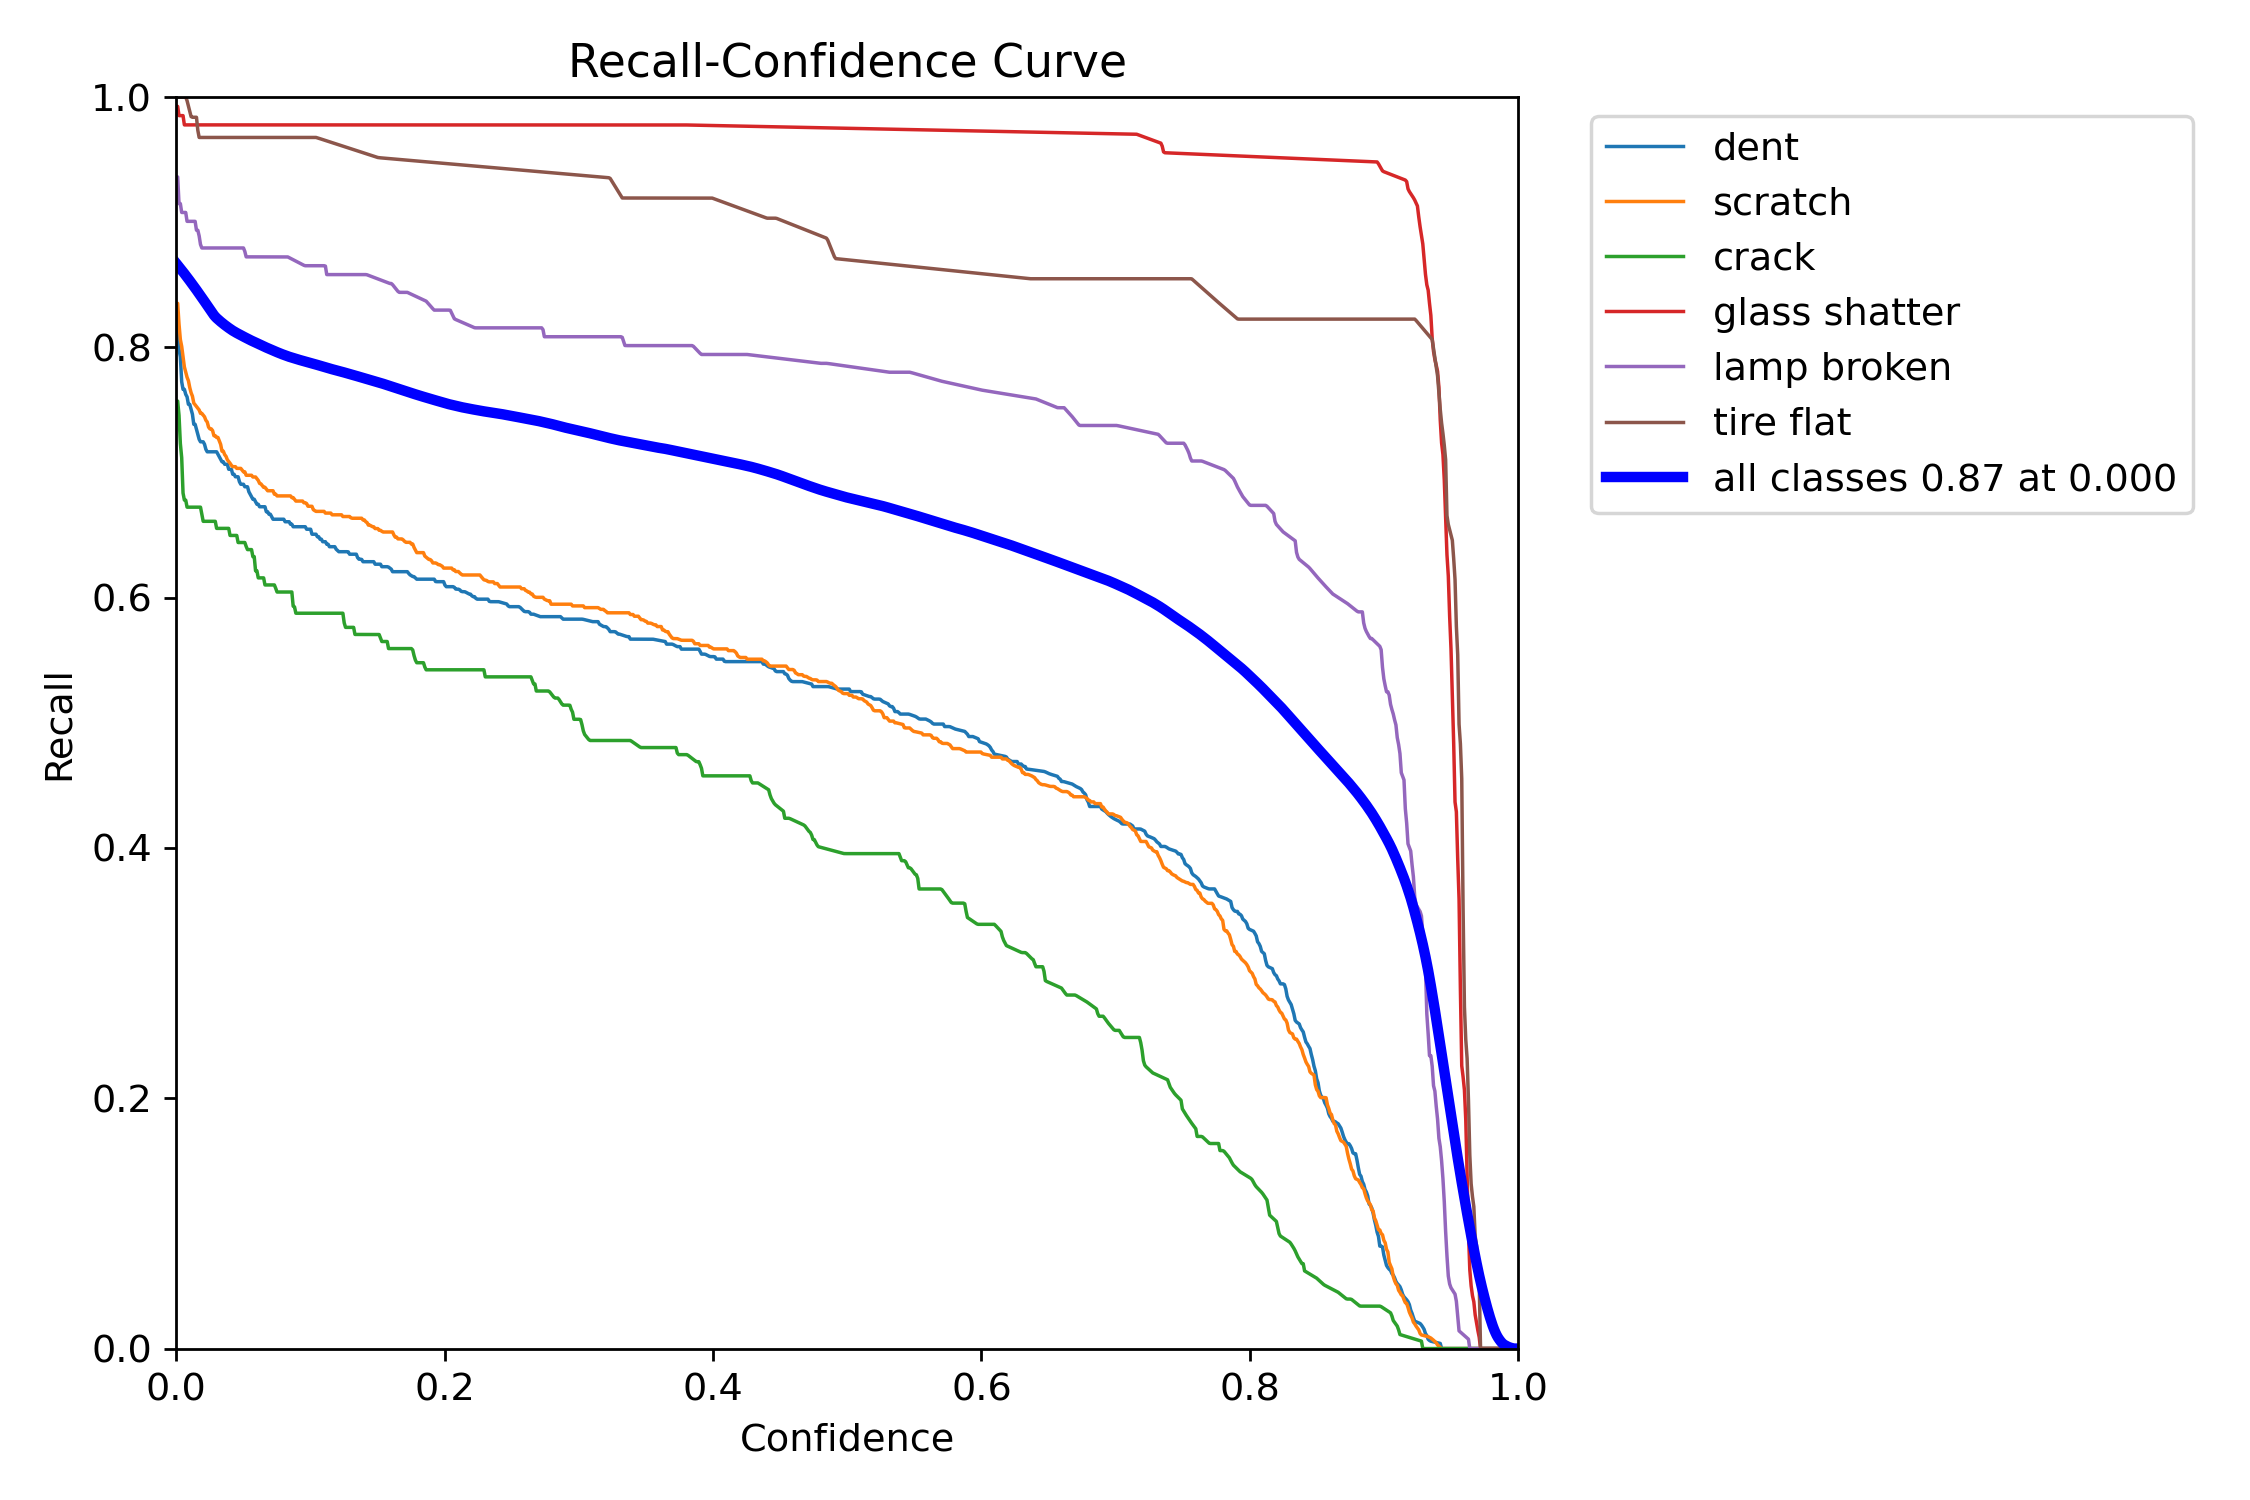 Recall-Confidence Curve
1.0
0.8
0.6
0.4
0.2
0.0
Recall
0.0 0.2 0.4 0.6 0.8 1.0
Confidence
dent
scratch
crack
glass shatter
lamp broken
tire flat
all classes 0.87 at 0.000